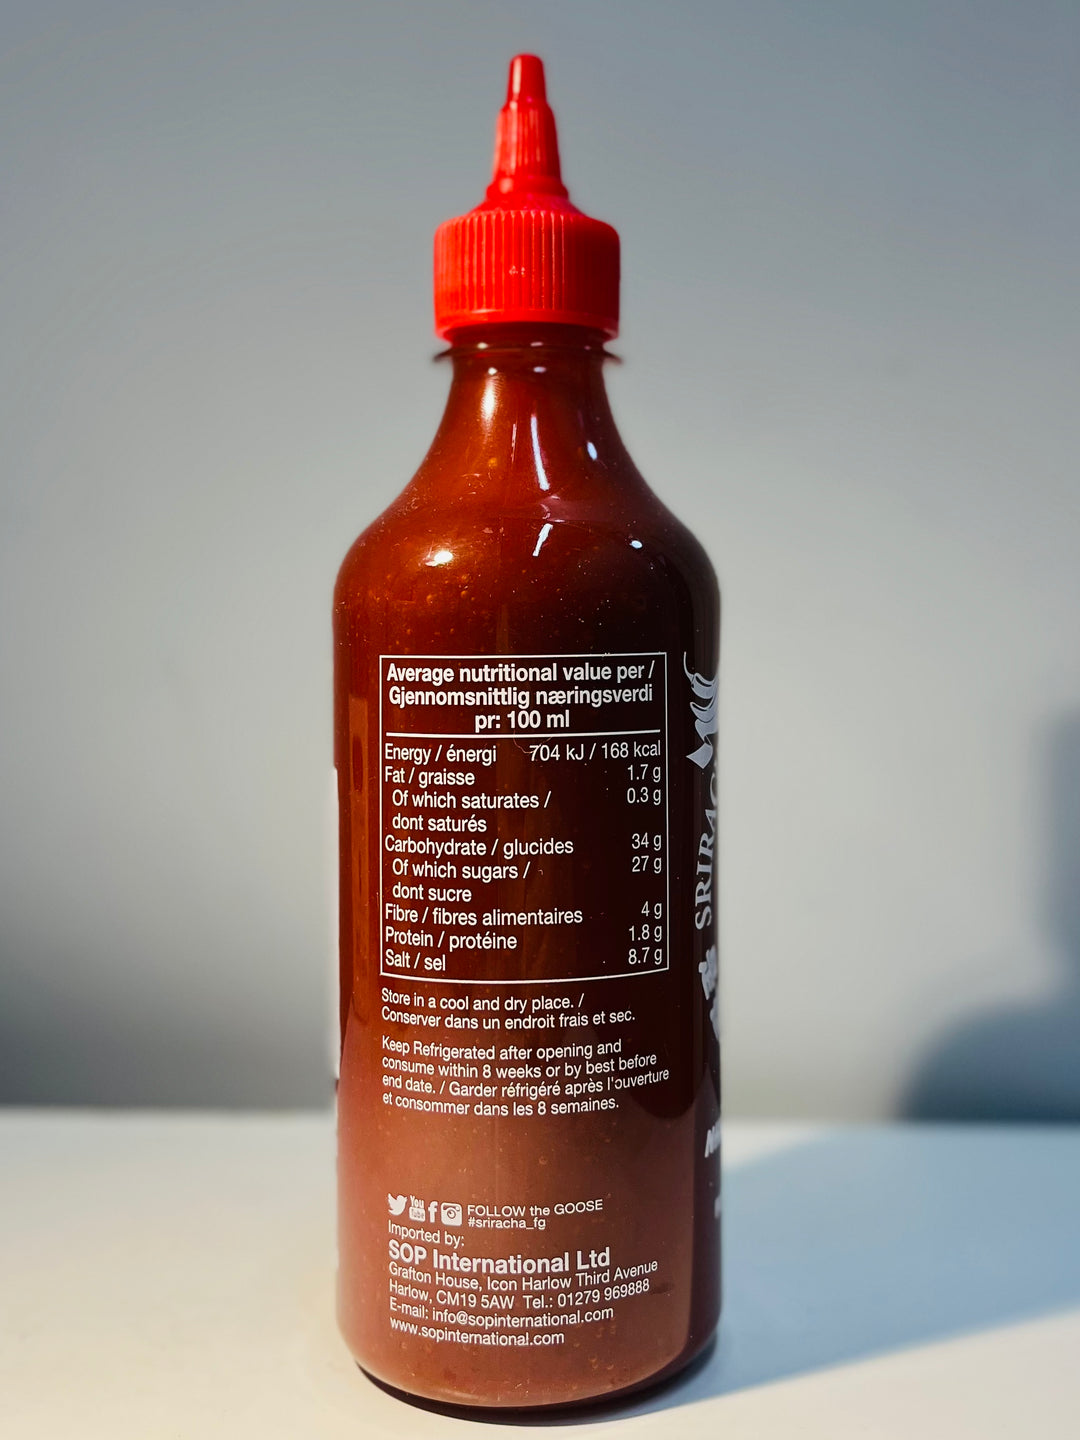 Average nutritional value per /
Gjennomsnittlig næringsverdi
pr: 100 ml
Energy / énergi 704 kJ / 168 kcal
Fat / graisse 1.7 g
Of which saturates / 0.3 g
dont saturés
Carbohydrate / glucides 34 g
Of which sugars / 27 g
dont sucre
Fibre / fibres alimentaires 4 g
Protein / protéine 1.8 g
Salt / sel 8.7 g
Store in a cool and dry place. /
Conserver dans un endroit frais et sec.
Keep Refrigerated after opening and
consume within 8 weeks or by best before
end date. / Garder réfrigéré après l'ouverture
et consommer dans les 8 semaines.
You
Tube
FOLLOW the GOOSE
#sriracha_fg
Imported by:
SOP International Ltd
Grafton House, Icon Harlow Third Avenue
Harlow, CM19 5AW Tel.: 01279 969888
E-mail: info@sopinternational.com
www.sopinternational.com